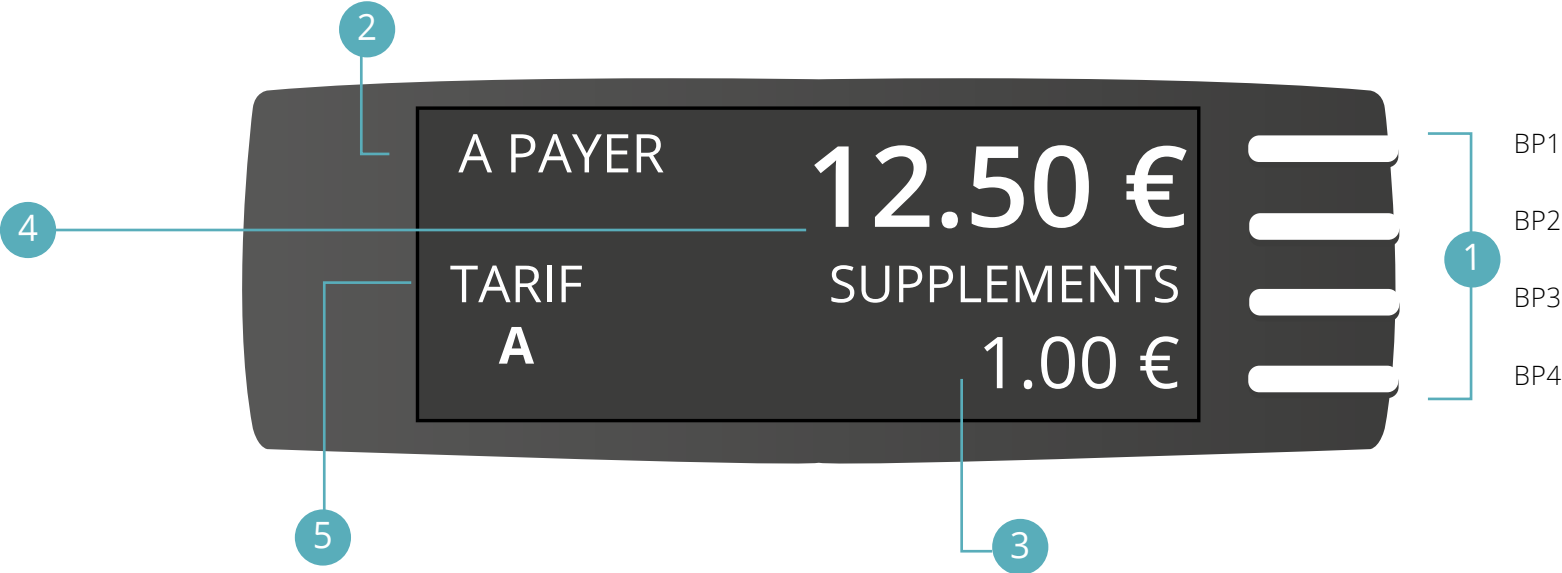 2
A PAYER
12.50 €
BP1
BP2
4
1
TARIF
SUPPLEMENTS
BP3
A
1.00 €
BP4
5
3